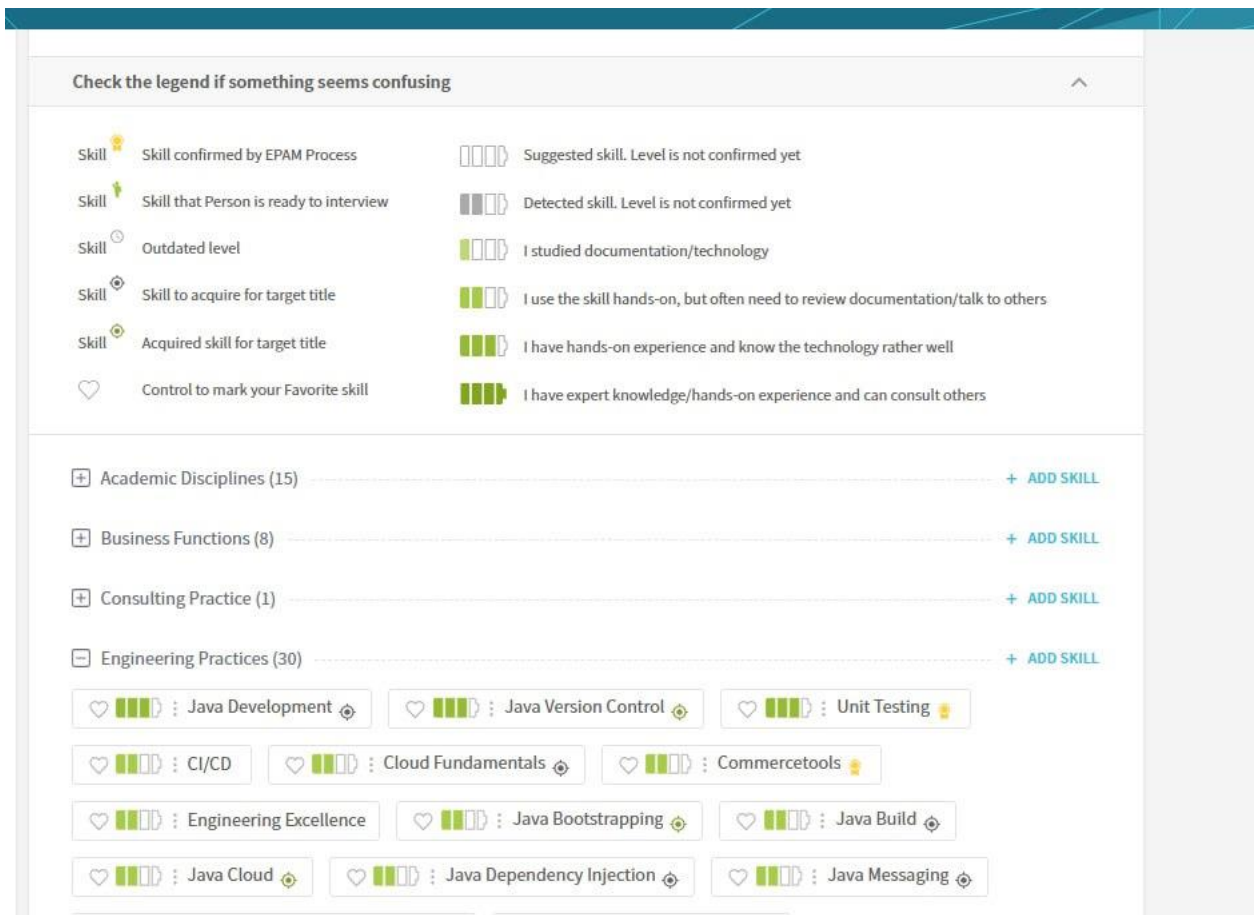 Check the legend if something seems confusing
Skill Skill confirmed by EPAM Process
Suggested skill. Level is not confirmed yet
Skill Skill that Person is ready to interview
Detected skill. Level is not confirmed yet
Skill Outdated level
I studied documentation/technology
Skill Skill to acquire for target title
I use the skill hands-on, but often need to review documentation/talk to others
Skill Acquired skill for target title
I have hands-on experience and know the technology rather well
Control to mark your Favorite skill
I have expert knowledge/hands-on experience and can consult others
Academic Disciplines (15) + ADD SKILL
Business Functions (8) + ADD SKILL
Consulting Practice (1) + ADD SKILL
Engineering Practices (30) + ADD SKILL
Java Development Java Version Control Unit Testing
CI/CD Cloud Fundamentals Commercetools
Engineering Excellence Java Bootstrapping Java Build
Java Cloud Java Dependency Injection Java Messaging